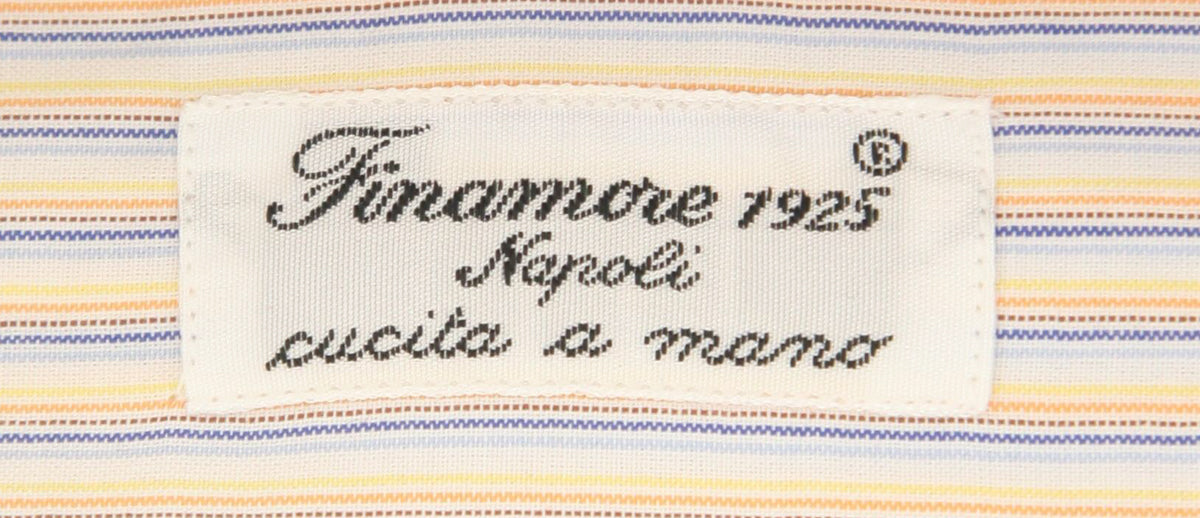 Finamore 1925®
Napoli
cucita a mano